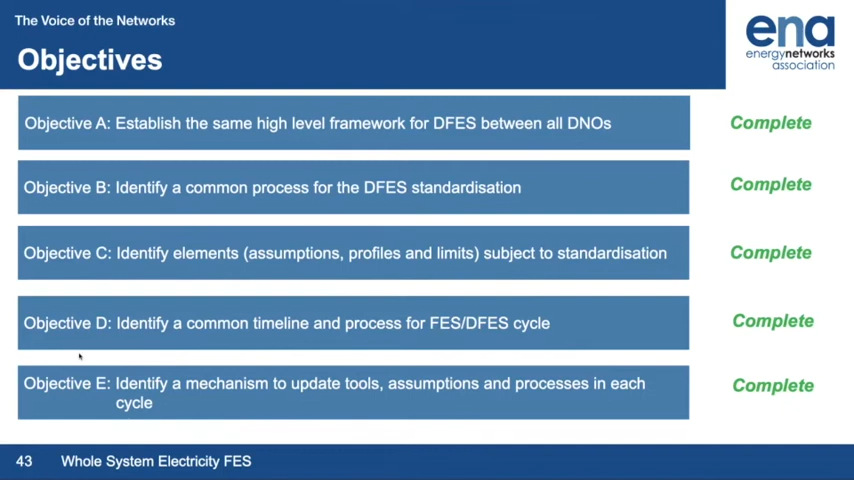 The Voice of the Networks
Objectives
ena
energynetworks
association
Objective A: Establish the same high level framework for DFES between all DNOs
Complete
Objective B: Identify a common process for the DFES standardisation
Complete
Objective C: Identify elements (assumptions, profiles and limits) subject to standardisation
Complete
Objective D: Identify a common timeline and process for FES/DFES cycle
Complete
Objective E: Identify a mechanism to update tools, assumptions and processes in each
cycle
Complete
43 Whole System Electricity FES